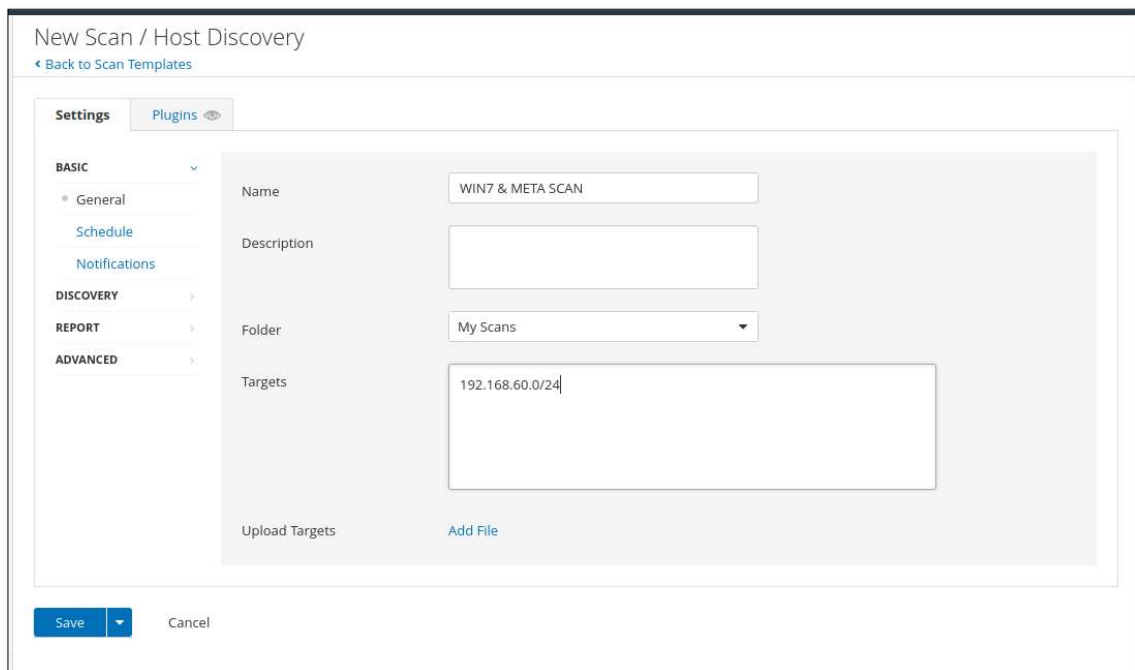 New Scan / Host Discovery
Back to Scan Templates
Settings
Plugins
BASIC
General
Schedule
Notifications
DISCOVERY
REPORT
ADVANCED
Name
WIN7 & META SCAN
Description
Folder
My Scans
Targets
192.168.60.0/24
Upload Targets
Add File
Save
Cancel